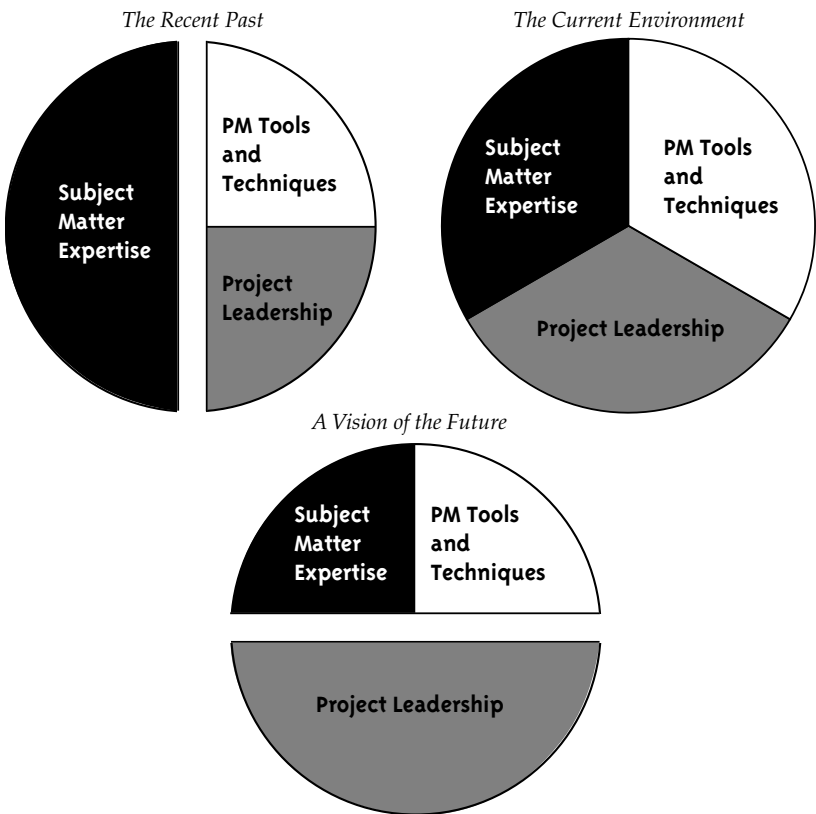 The Recent Past
Subject
Matter
Expertise
PM Tools
and
Techniques
Project
Leadership
The Current Environment
Subject
Matter
Expertise
PM Tools
and
Techniques
Project Leadership
A Vision of the Future
Subject
Matter
Expertise
PM Tools
and
Techniques
Project Leadership